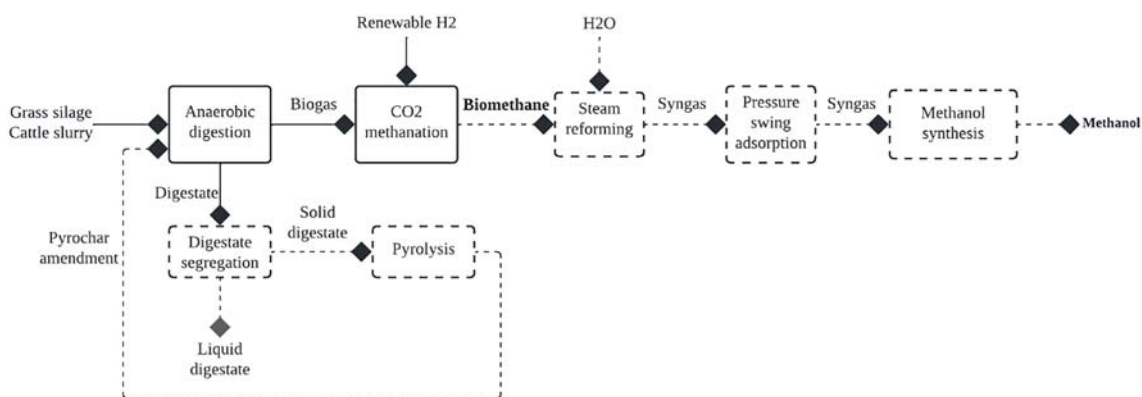 Renewable H2
H2O
Grass silage
Cattle slurry
Anaerobic
digestion
Biogas
CO2
methanation
Biomethane
Steam
reforming
Syngas
Pressure
swing
adsorption
Syngas
Methanol
synthesis
Methanol
Digestate
Pyrochar
amendment
Digestate
segregation
Solid
digestate
Pyrolysis
Liquid
digestate